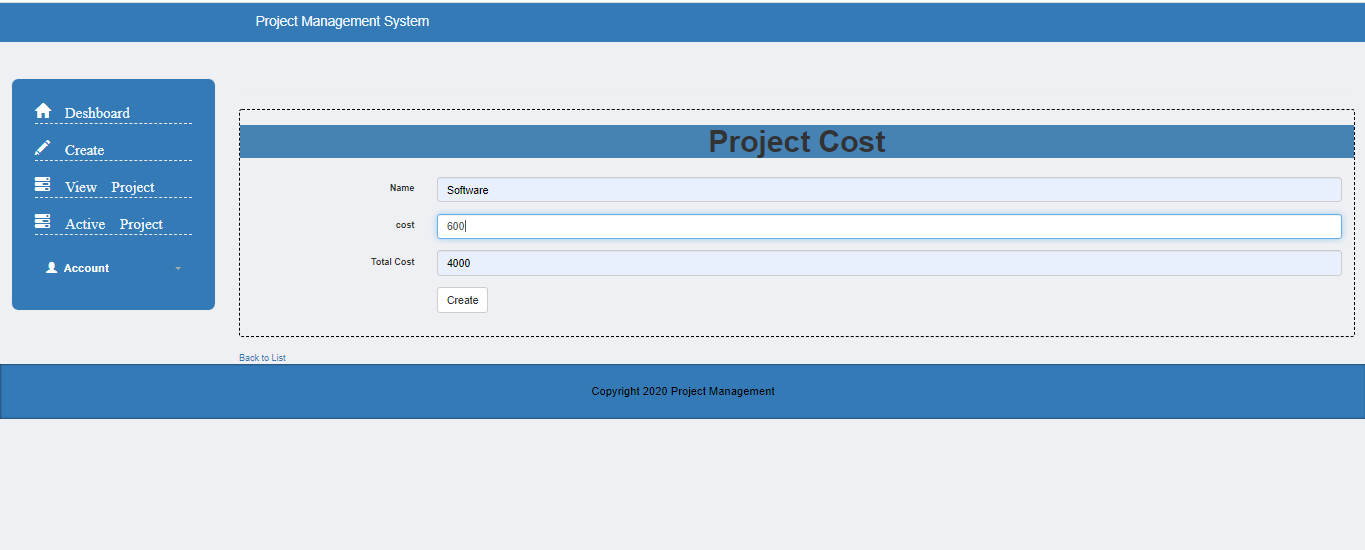 Project Management System
Deshboard
Create
View Project
Active Project
Account
Project Cost
Name
Software
cost
600
Total Cost
4000
Create
Back to List
Copyright 2020 Project Management